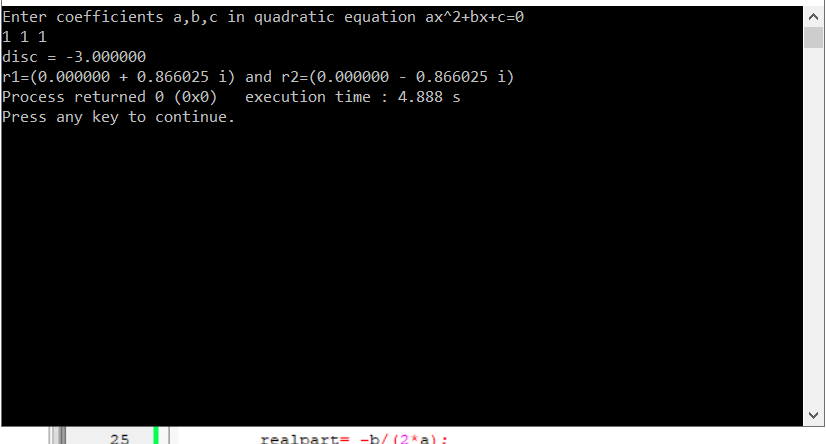 Enter coefficients a,b,c in quadratic equation ax^2+bx+c=0
1 1 1
disc = -3.000000
r1=(0.000000 + 0.866025 i) and r2=(0.000000 - 0.866025 i)
Process returned 0 (0x0)   execution time : 4.888 s
Press any key to continue.
25 realpart= -b/(2*a);